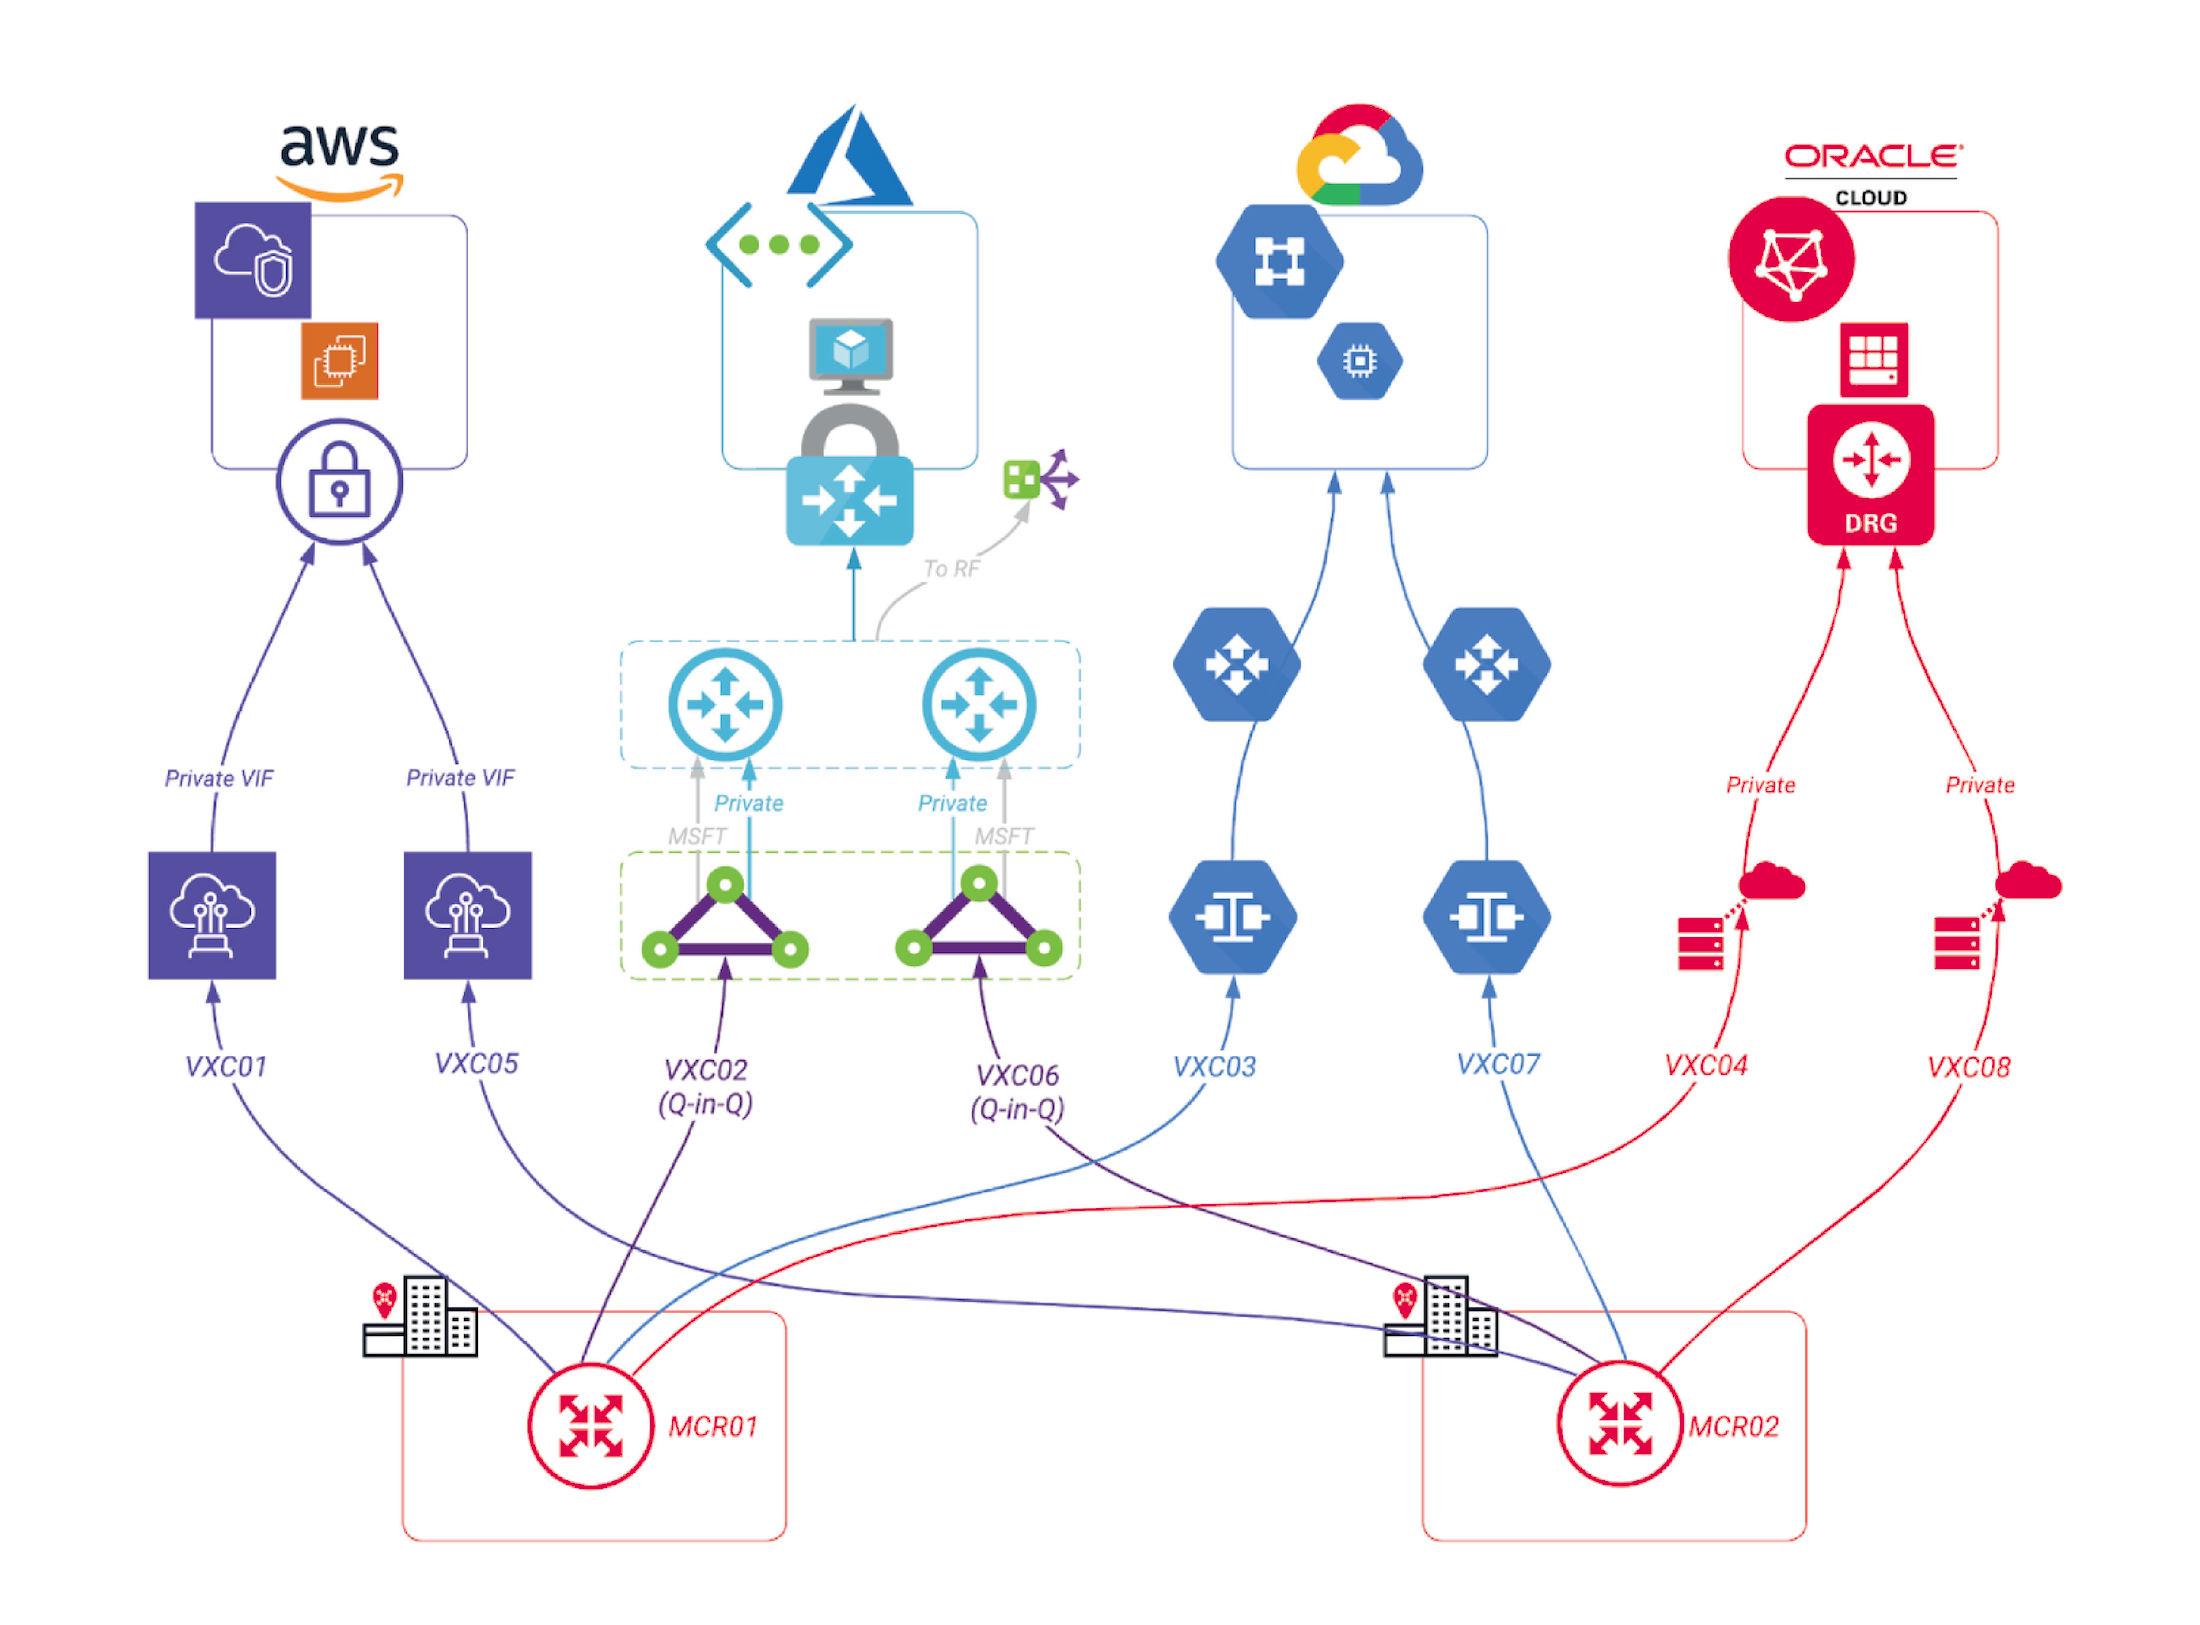 aws
ORACLE
CLOUD
DRG
To RF
Private VIF
Private VIF
Private
Private
MSFT
MSFT
Private
Private
VXC01
VXC05
VXC02
(Q-in-Q)
VXC06
(Q-in-Q)
VXC03
VXC07
VXC04
VXC08
MCR01
MCR02